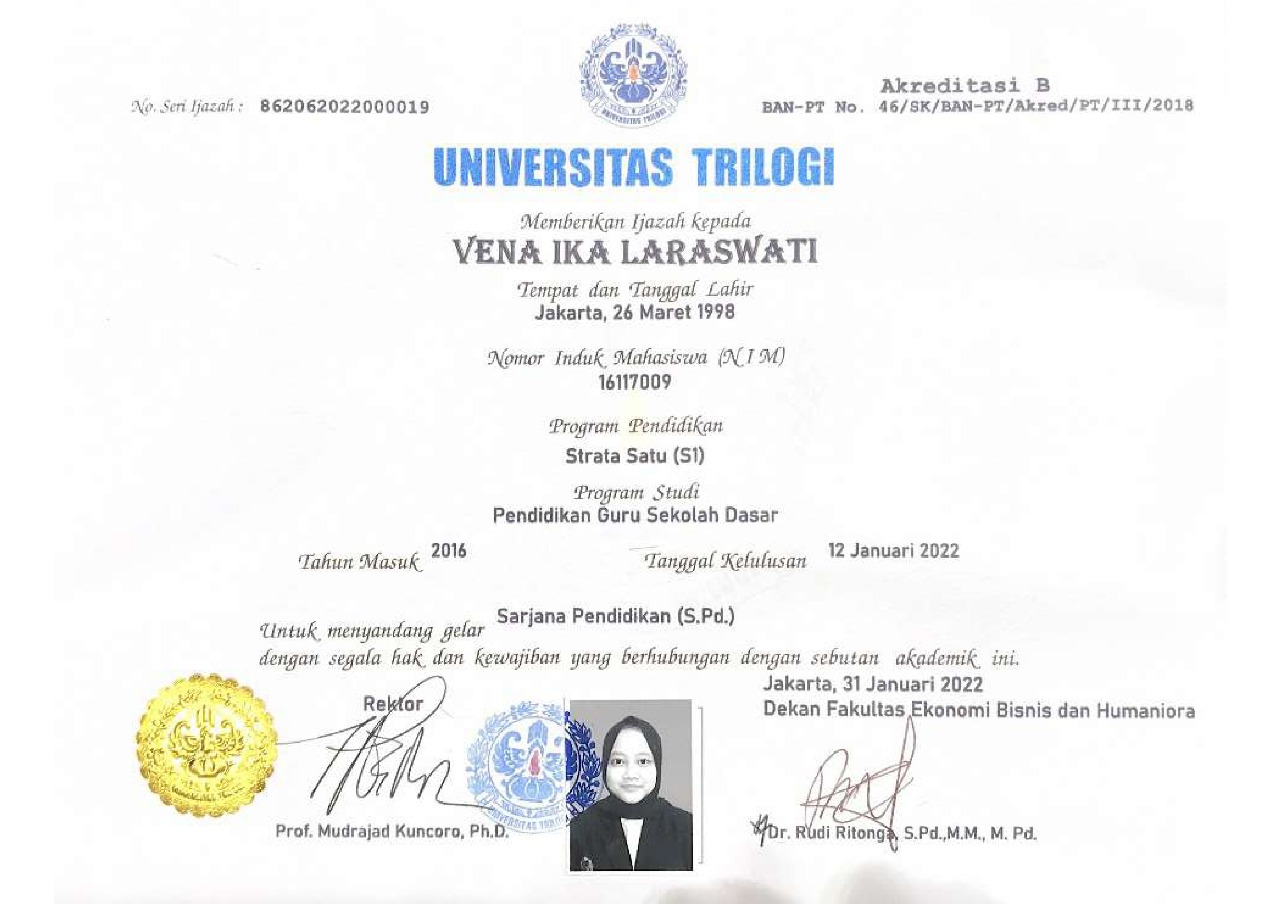 No. Seri Ijazah : 862062022000019
Akreditasi B
BAN-PT No. 46/SK/BAN-PT/Akred/PT/III/2018
UNIVERSITAS TRILOGI
UNIVERSITAS TRILOGI
Memberikan Ijazah kepada
VENA IKA LARASWATI
Tempat dan Tanggal Lahir
Jakarta, 26 Maret 1998
Nomor Induk Mahasiswa (N I M)
16117009
Program Pendidikan
Strata Satu (S1)
Program Studi
Pendidikan Guru Sekolah Dasar
Tahun Masuk 2016
Tanggal Kelulusan 12 Januari 2022
Untuk menyandang gelar Sarjana Pendidikan (S.Pd.)
dengan segala hak dan kewajiban yang berhubungan dengan sebutan akademik ini.
Jakarta, 31 Januari 2022
Rektor
Dekan Fakultas Ekonomi Bisnis dan Humaniora
UNIVERSITAS TRILOGI
Prof. Mudrajad Kuncoro, Ph.D.
Dr. Rudi Ritonga, S.Pd.,M.M., M. Pd.